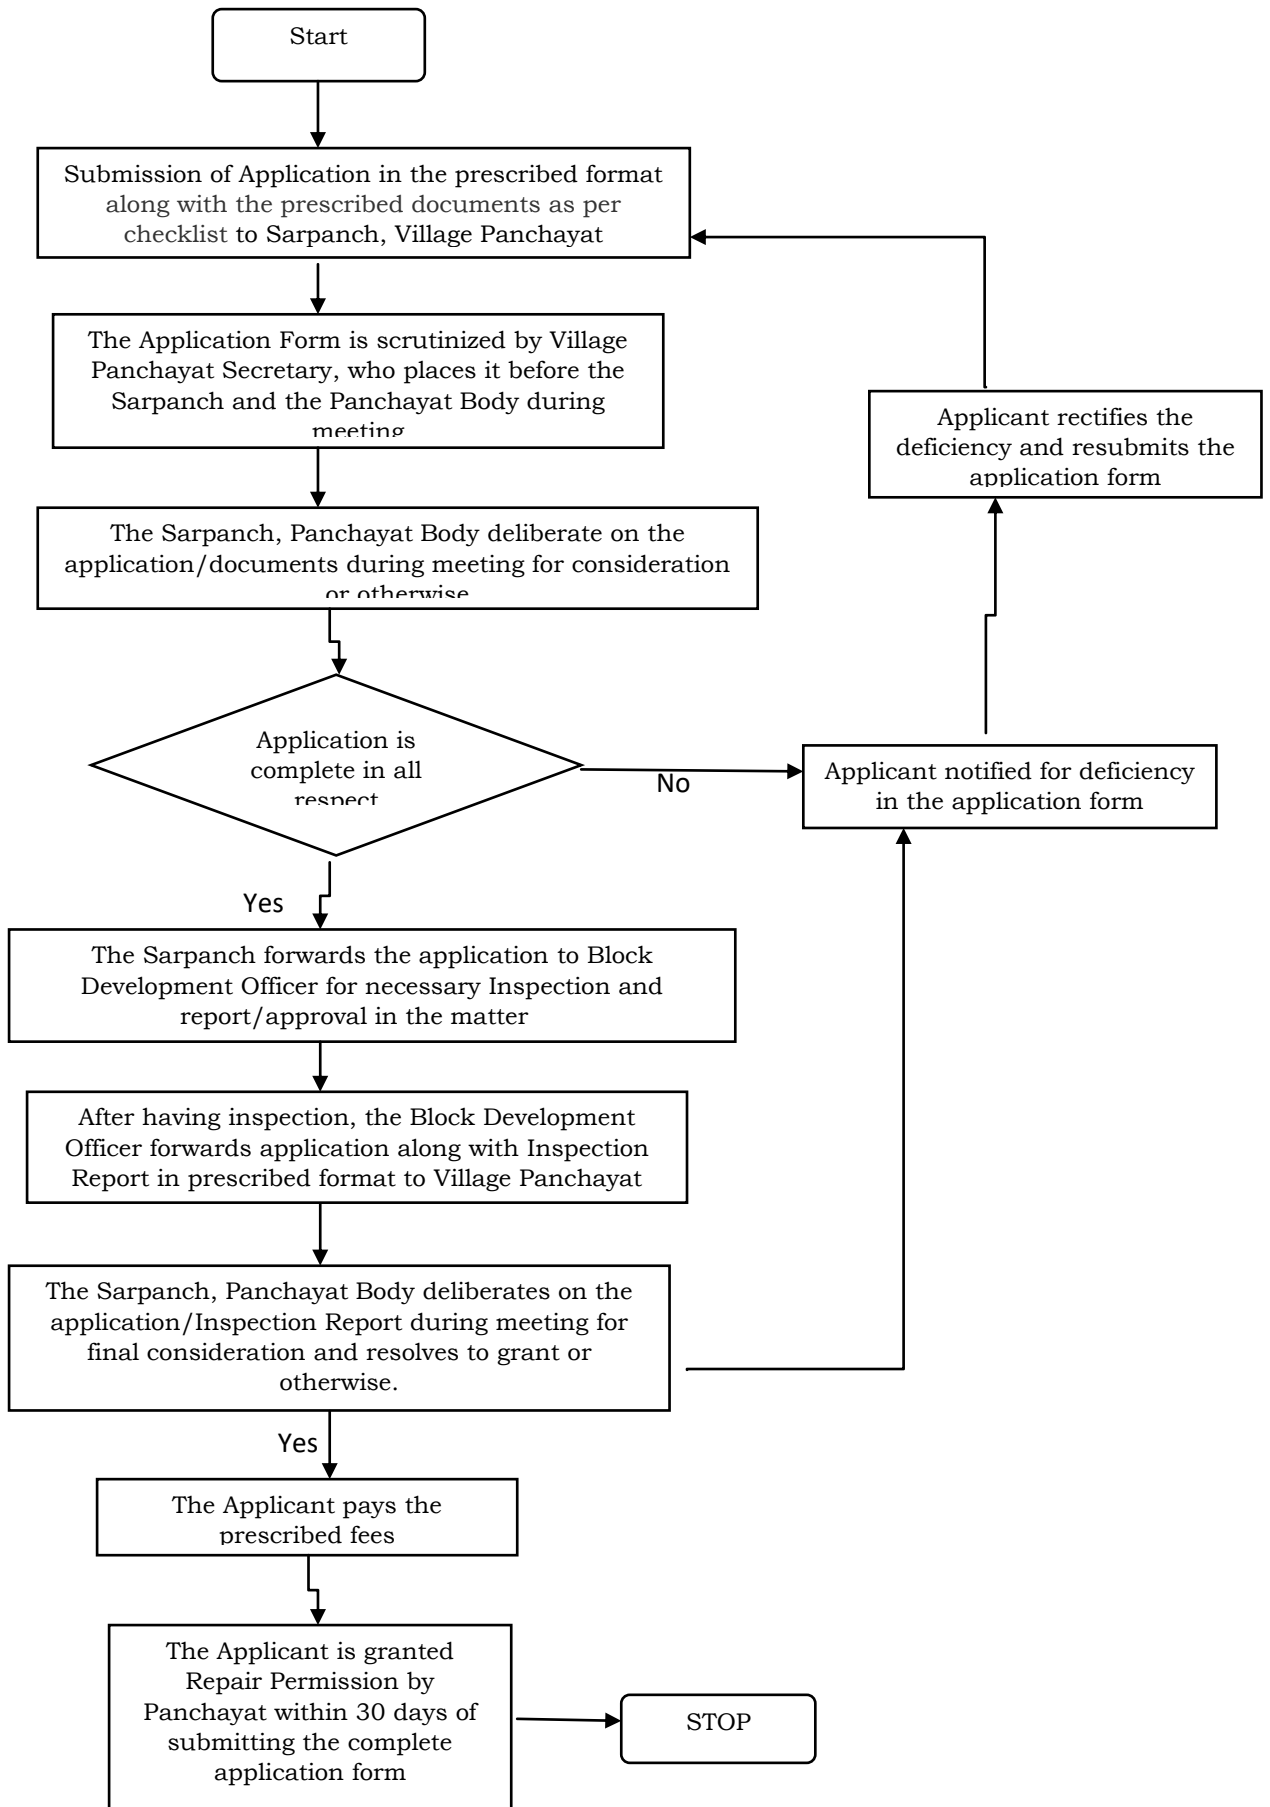 Start
Submission of Application in the prescribed format
along with the prescribed documents as per
checklist to Sarpanch, Village Panchayat
The Application Form is scrutinized by Village
Panchayat Secretary, who places it before the
Sarpanch and the Panchayat Body during
meeting
Applicant rectifies the
deficiency and resubmits the
application form
The Sarpanch, Panchayat Body deliberate on the
application/documents during meeting for consideration
or otherwise
Application is
complete in all
respect
No
Applicant notified for deficiency
in the application form
Yes
The Sarpanch forwards the application to Block
Development Officer for necessary Inspection and
report/approval in the matter
After having inspection, the Block Development
Officer forwards application along with Inspection
Report in prescribed format to Village Panchayat
The Sarpanch, Panchayat Body deliberates on the
application/Inspection Report during meeting for
final consideration and resolves to grant or
otherwise.
Yes
The Applicant pays the
prescribed fees
The Applicant is granted
Repair Permission by
Panchayat within 30 days of
submitting the complete
application form
STOP